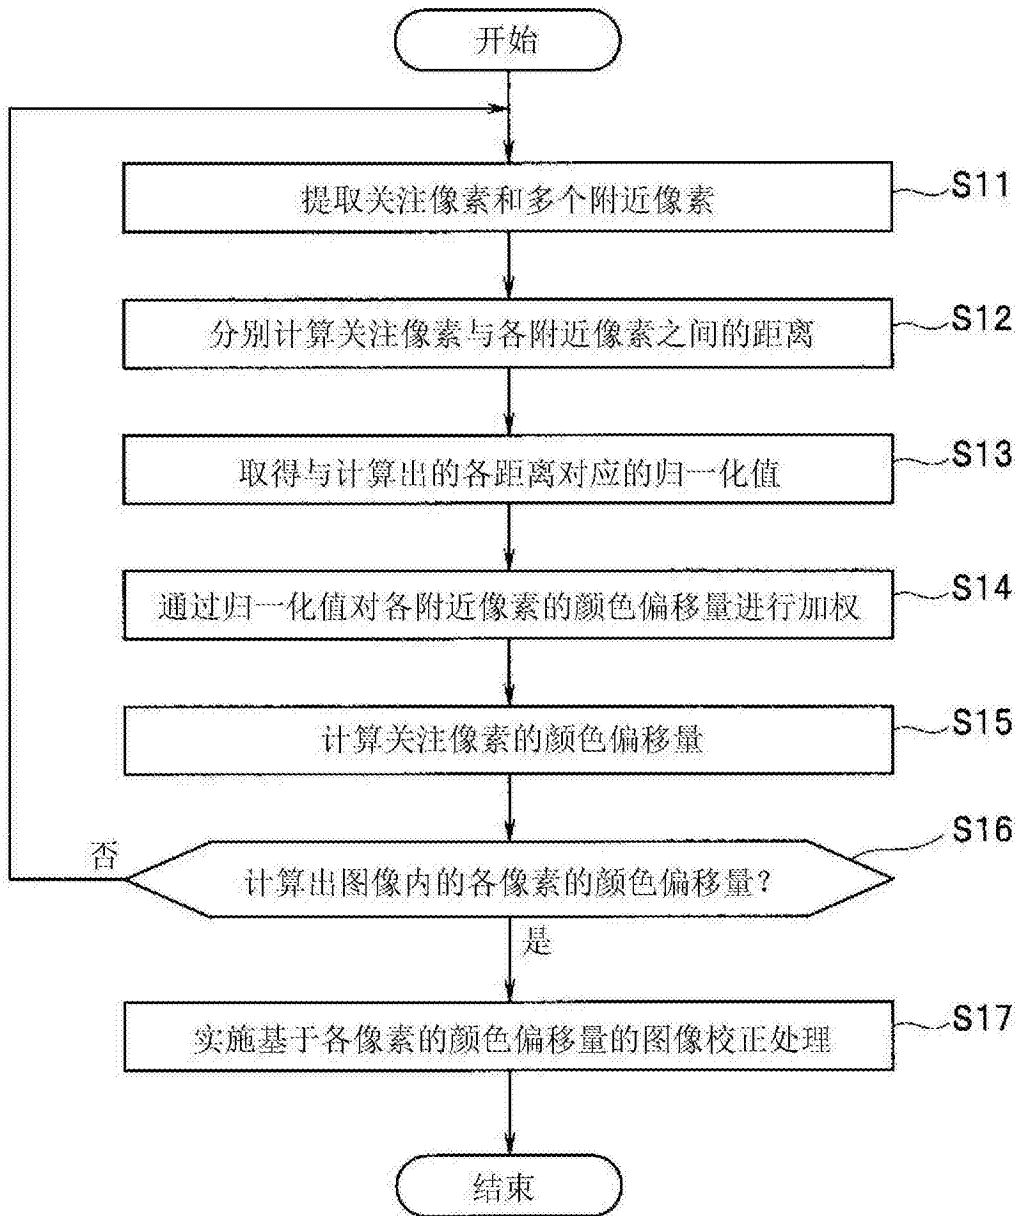 开始
提取关注像素和多个附近像素
S11
分别计算关注像素与各附近像素之间的距离
S12
取得与计算出的各距离对应的归一化值
S13
通过归一化值对各附近像素的颜色偏移量进行加权
S14
计算关注像素的颜色偏移量
S15
否
计算出图像内的各像素的颜色偏移量?
S16
是
实施基于各像素的颜色偏移量的图像校正处理
S17
结束